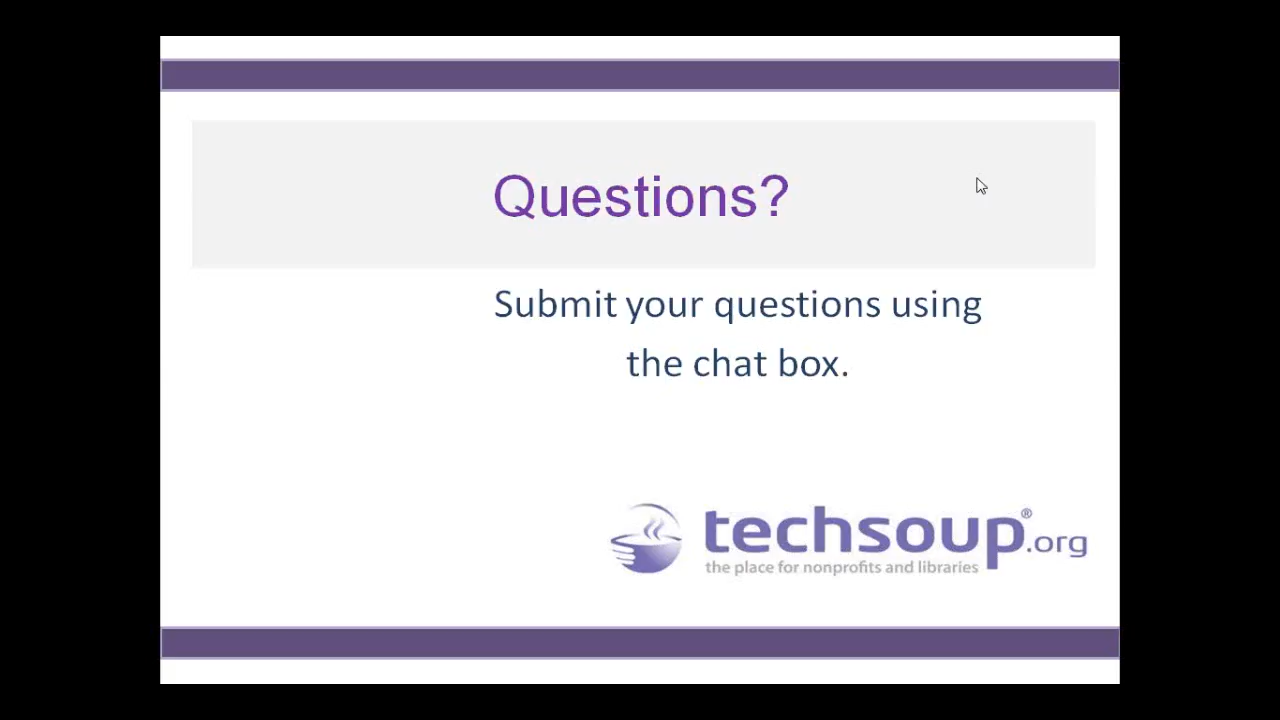 Questions?
Submit your questions using
the chat box.
techsoup®.org
the place for nonprofits and libraries